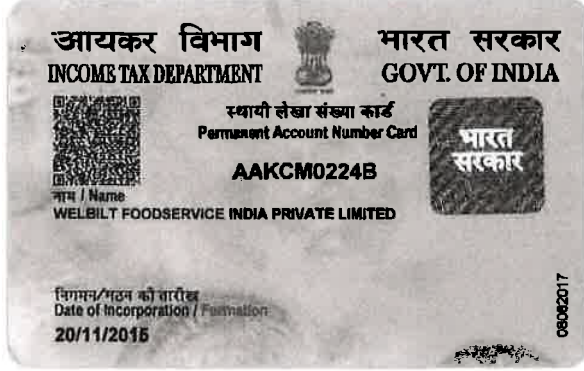 आयकर विभाग
INCOME TAX DEPARTMENT
भारत सरकार
GOVT. OF INDIA
स्थायी लेखा संख्या कार्ड
Permanent Account Number Card
AAKCM0224B
भारत
सरकार
नाम / Name
WELBILT FOODSERVICE INDIA PRIVATE LIMITED
निगमन/गठन की तारीख
Date of Incorporation / Formation
20/11/2015
08082017